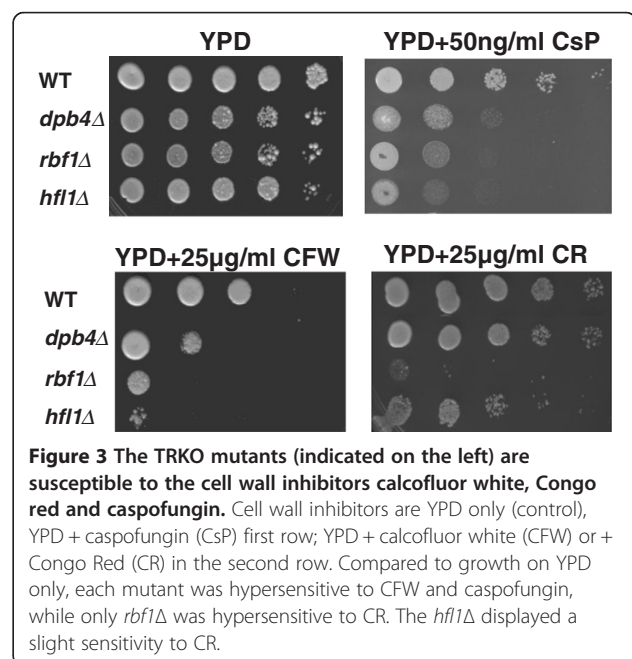 YPD
YPD+50ng/ml CsP
WT
dpb4Δ
rbf1Δ
hfl1Δ
YPD+25µg/ml CFW
YPD+25µg/ml CR
WT
dpb4Δ
rbf1Δ
hfl1Δ
Figure 3 The TRKO mutants (indicated on the left) are
susceptible to the cell wall inhibitors calcofluor white, Congo
red and caspofungin. Cell wall inhibitors are YPD only (control),
YPD + caspofungin (CsP) first row; YPD + calcofluor white (CFW) or +
Congo Red (CR) in the second row. Compared to growth on YPD
only, each mutant was hypersensitive to CFW and caspofungin,
while only rbf1Δ was hypersensitive to CR. The hfl1Δ displayed a
slight sensitivity to CR.